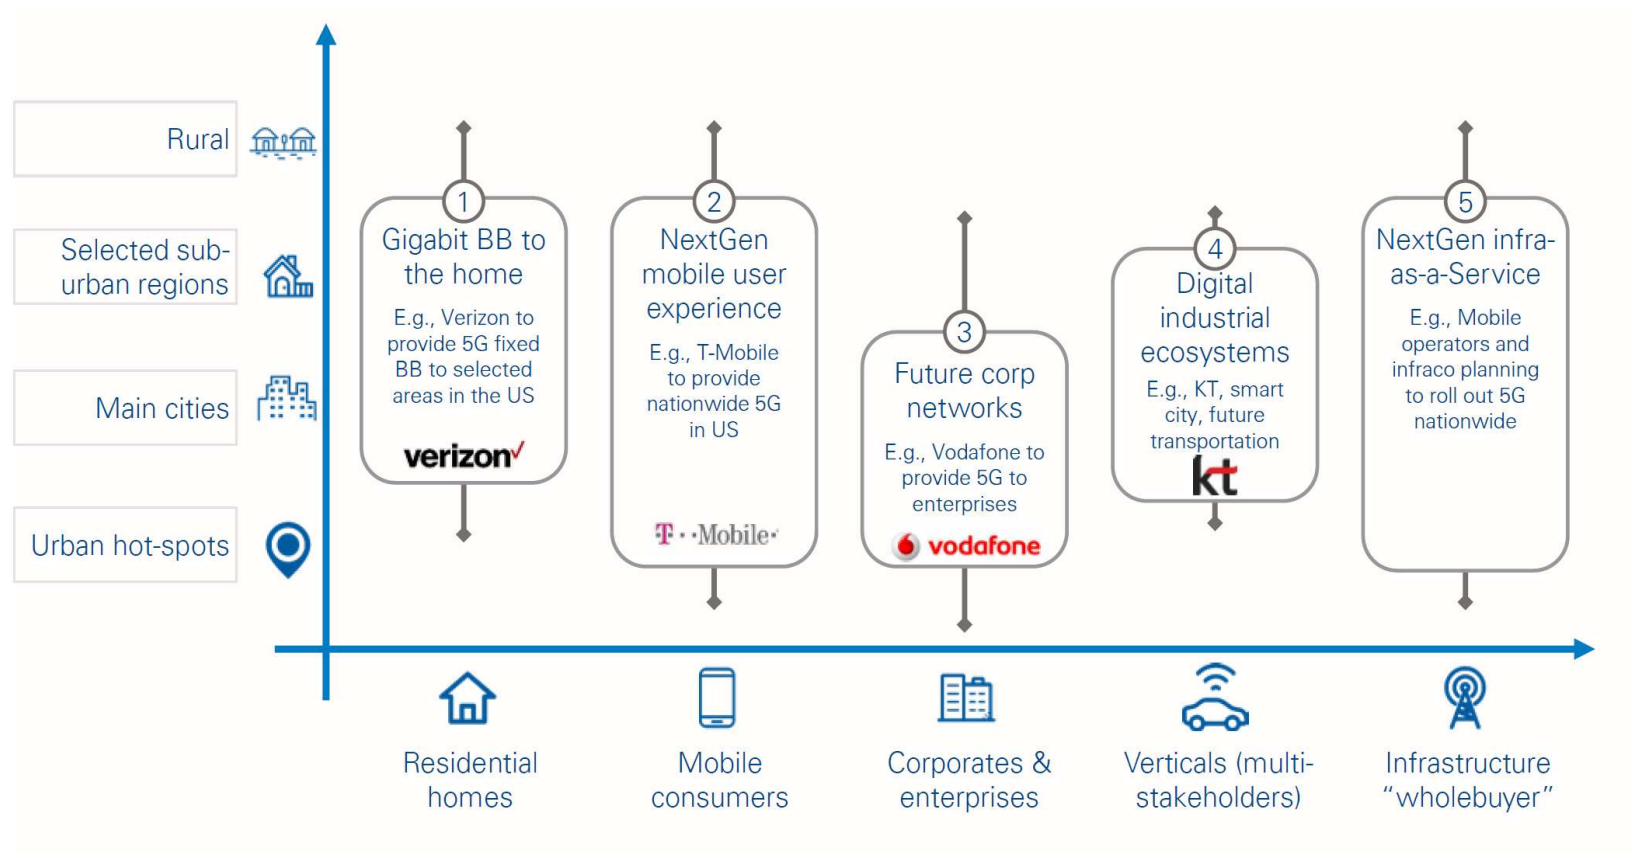 Rural
Selected sub-
urban regions
Main cities
Urban hot-spots
1
Gigabit BB to
the home
E.g., Verizon to
provide 5G fixed
BB to selected
areas in the US
verizon
2
NextGen
mobile user
experience
E.g., T-Mobile
to provide
nationwide 5G
in US
T··Mobile·
3
Future corp
networks
E.g., Vodafone to
provide 5G to
enterprises
vodafone
4
Digital
industrial
ecosystems
E.g., KT, smart
city, future
transportation
kt
5
NextGen infra-
as-a-Service
E.g., Mobile
operators and
infraco planning
to roll out 5G
nationwide
Residential
homes
Mobile
consumers
Corporates &
enterprises
Verticals (multi-
stakeholders)
Infrastructure
“wholebuyer”